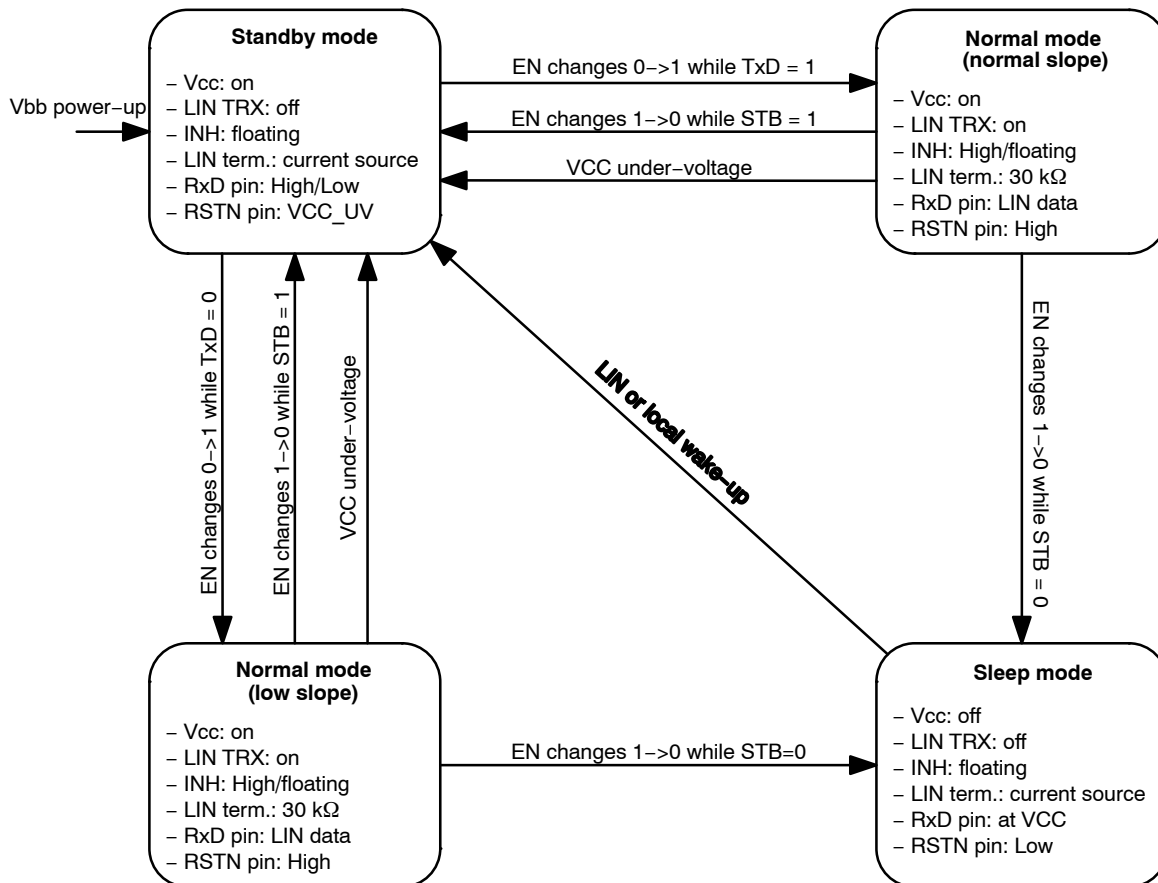 Standby mode
– Vcc: on
– LIN TRX: off
– INH: floating
– LIN term.: current source
– RxD pin: High/Low
– RSTN pin: VCC_UV
Vbb power–up
EN changes 0–>1 while TxD = 1
EN changes 1–>0 while STB = 1
VCC under–voltage
Normal mode
(normal slope)
– Vcc: on
– LIN TRX: on
– INH: High/floating
– LIN term.: 30 kΩ
– RxD pin: LIN data
– RSTN pin: High
EN changes 0–>1 while TxD = 0
EN changes 1–>0 while STB = 1
VCC under–voltage
LIN or local wake–up
EN changes 1–>0 while STB = 0
Normal mode
(low slope)
– Vcc: on
– LIN TRX: on
– INH: High/floating
– LIN term.: 30 kΩ
– RxD pin: LIN data
– RSTN pin: High
EN changes 1–>0 while STB=0
Sleep mode
– Vcc: off
– LIN TRX: off
– INH: floating
– LIN term.: current source
– RxD pin: at VCC
– RSTN pin: Low